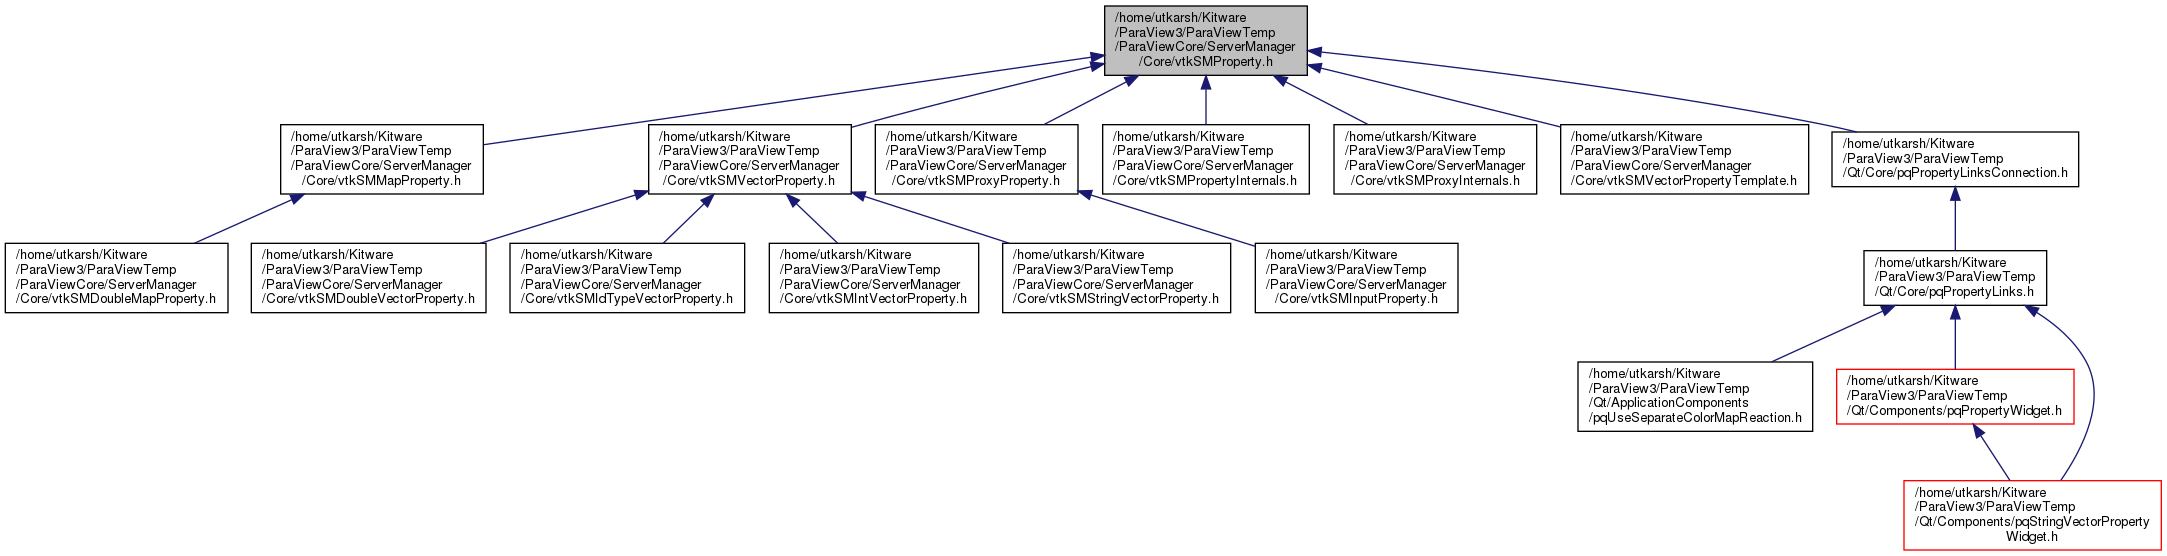 /home/utkarsh/Kitware
/ParaView3/ParaViewTemp
/ParaViewCore/ServerManager
/Core/vtkSMProperty.h
/home/utkarsh/Kitware
/ParaView3/ParaViewTemp
/ParaViewCore/ServerManager
/Core/vtkSMMapProperty.h
/home/utkarsh/Kitware
/ParaView3/ParaViewTemp
/ParaViewCore/ServerManager
/Core/vtkSMVectorProperty.h
/home/utkarsh/Kitware
/ParaView3/ParaViewTemp
/ParaViewCore/ServerManager
/Core/vtkSMProxyProperty.h
/home/utkarsh/Kitware
/ParaView3/ParaViewTemp
/ParaViewCore/ServerManager
/Core/vtkSMPropertyInternals.h
/home/utkarsh/Kitware
/ParaView3/ParaViewTemp
/ParaViewCore/ServerManager
/Core/vtkSMProxyInternals.h
/home/utkarsh/Kitware
/ParaView3/ParaViewTemp
/ParaViewCore/ServerManager
/Core/vtkSMVectorPropertyTemplate.h
/home/utkarsh/Kitware
/ParaView3/ParaViewTemp
/Qt/Core/pqPropertyLinksConnection.h
/home/utkarsh/Kitware
/ParaView3/ParaViewTemp
/ParaViewCore/ServerManager
/Core/vtkSMDoubleMapProperty.h
/home/utkarsh/Kitware
/ParaView3/ParaViewTemp
/ParaViewCore/ServerManager
/Core/vtkSMDoubleVectorProperty.h
/home/utkarsh/Kitware
/ParaView3/ParaViewTemp
/ParaViewCore/ServerManager
/Core/vtkSMIdTypeVectorProperty.h
/home/utkarsh/Kitware
/ParaView3/ParaViewTemp
/ParaViewCore/ServerManager
/Core/vtkSMIntVectorProperty.h
/home/utkarsh/Kitware
/ParaView3/ParaViewTemp
/ParaViewCore/ServerManager
/Core/vtkSMStringVectorProperty.h
/home/utkarsh/Kitware
/ParaView3/ParaViewTemp
/ParaViewCore/ServerManager
/Core/vtkSMInputProperty.h
/home/utkarsh/Kitware
/ParaView3/ParaViewTemp
/Qt/Core/pqPropertyLinks.h
/home/utkarsh/Kitware
/ParaView3/ParaViewTemp
/Qt/ApplicationComponents
/pqUseSeparateColorMapReaction.h
/home/utkarsh/Kitware
/ParaView3/ParaViewTemp
/Qt/Components/pqPropertyWidget.h
/home/utkarsh/Kitware
/ParaView3/ParaViewTemp
/Qt/Components/pqStringVectorProperty
Widget.h